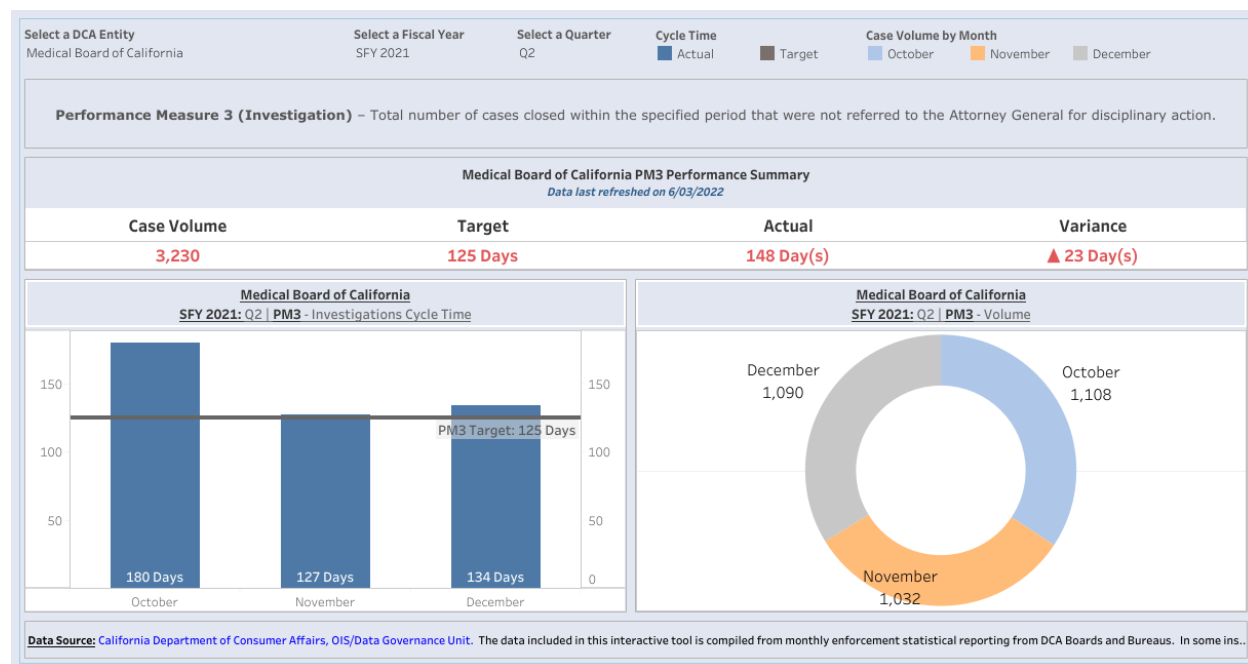 Select a DCA Entity
Medical Board of California
Select a Fiscal Year
SFY 2021
Select a Quarter
Q2
Cycle Time
Actual Target
Case Volume by Month
October November December
Performance Measure 3 (Investigation) – Total number of cases closed within the specified period that were not referred to the Attorney General for disciplinary action.
Medical Board of California PM3 Performance Summary
Data last refreshed on 6/03/2022
Case Volume Target Actual Variance
3,230 125 Days 148 Day(s) ▲ 23 Day(s)
Medical Board of California
SFY 2021: Q2 | PM3 - Investigations Cycle Time
150 150
PM3 Target: 125 Days
100 100
50 50
0
180 Days 127 Days 134 Days
October November December
Medical Board of California
SFY 2021: Q2 | PM3 - Volume
December
1,090
October
1,108
November
1,032
Data Source: California Department of Consumer Affairs, OIS/Data Governance Unit. The data included in this interactive tool is compiled from monthly enforcement statistical reporting from DCA Boards and Bureaus. In some ins..